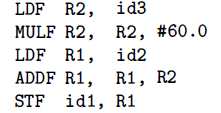 LDF R2, id3
MULF R2, R2, #60.0
LDF R1, id2
ADDF R1, R1, R2
STF id1, R1